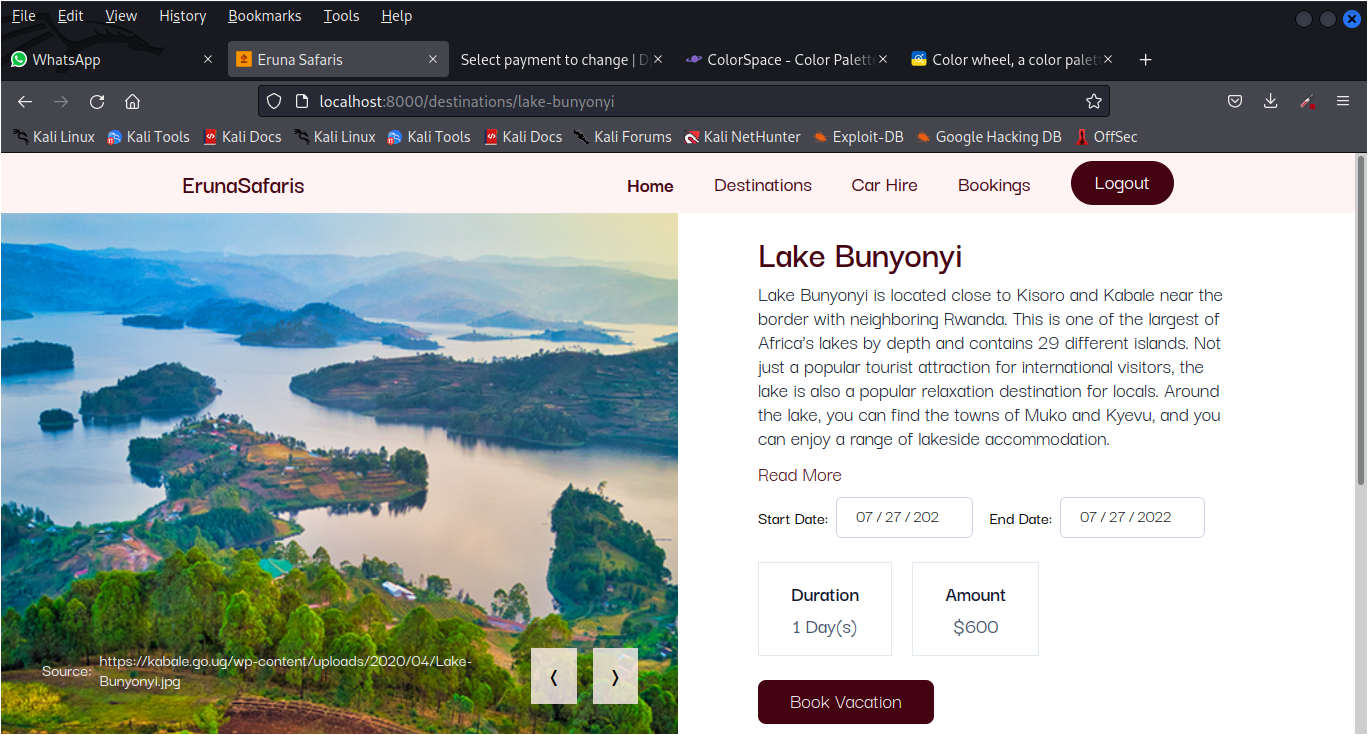 File Edit View History Bookmarks Tools Help
WhatsApp
Eruna Safaris
Select payment to change | D
ColorSpace - Color Palett
Color wheel, a color palet
localhost:8000/destinations/lake-bunyonyi
Kali Linux Kali Tools Kali Docs Kali Linux Kali Tools Kali Docs Kali Forums Kali NetHunter Exploit-DB Google Hacking DB OffSec
ErunaSafaris Home Destinations Car Hire Bookings Logout
Lake Bunyonyi
Lake Bunyonyi is located close to Kisoro and Kabale near the
border with neighboring Rwanda. This is one of the largest of
Africa's lakes by depth and contains 29 different islands. Not
just a popular tourist attraction for international visitors, the
lake is also a popular relaxation destination for locals. Around
the lake, you can find the towns of Muko and Kyevu, and you
can enjoy a range of lakeside accommodation.
Read More
Start Date: 07 / 27 / 202 End Date: 07 / 27 / 2022
Duration
1 Day(s)
Amount
$600
Book Vacation
Source: https://kabale.go.ug/wp-content/uploads/2020/04/Lake-
Bunyonyi.jpg